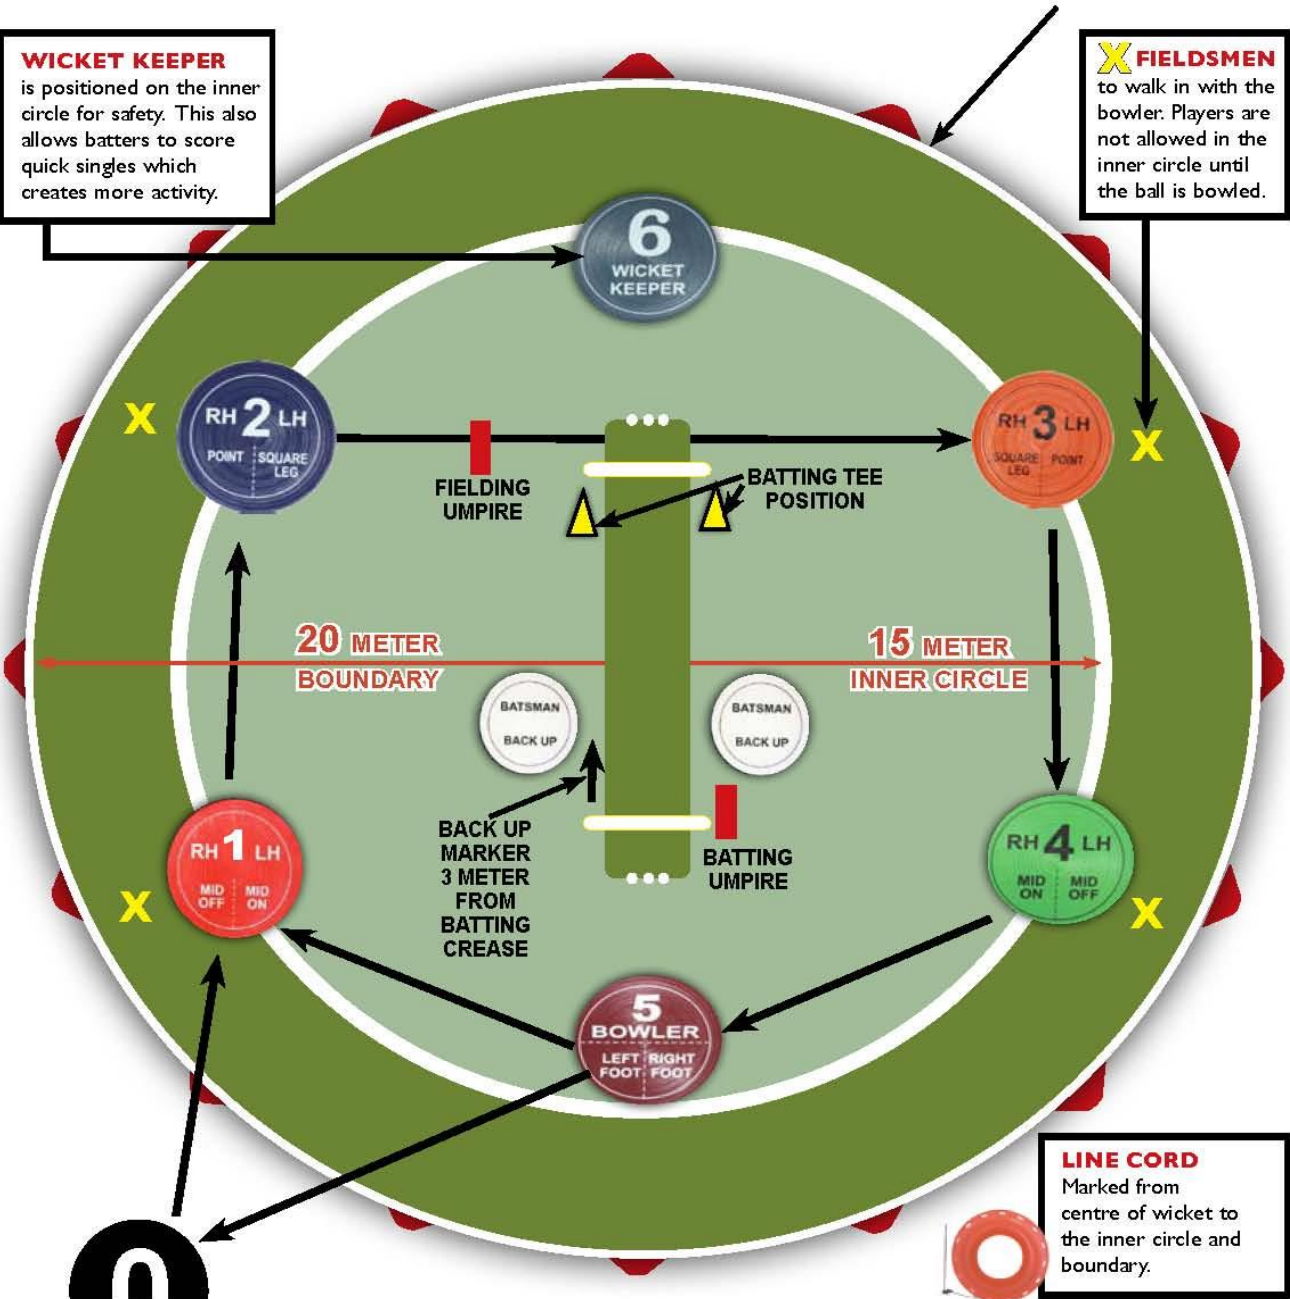 WICKET KEEPER
is positioned on the inner
circle for safety. This also
allows batters to score
quick singles which
creates more activity.
X FIELDSMEN
to walk in with the
bowler. Players are
not allowed in the
inner circle until
the ball is bowled.
6
WICKET
KEEPER
X
RH 2 LH
POINT SQUARE
LEG
FIELDING
UMPIRE
BATTING TEE
POSITION
RH 3 LH
SQUARE POINT
LEG
X
20 METER
BOUNDARY
15 METER
INNER CIRCLE
BATSMAN
BACK UP
BATSMAN
BACK UP
BACK UP
MARKER
3 METER
FROM
BATTING
CREASE
BATTING
UMPIRE
X
RH 1 LH
MID MID
OFF ON
RH 4 LH
MID MID
ON OFF
X
5
BOWLER
LEFT RIGHT
FOOT FOOT
LINE CORD
Marked from
centre of wicket to
the inner circle and
boundary.